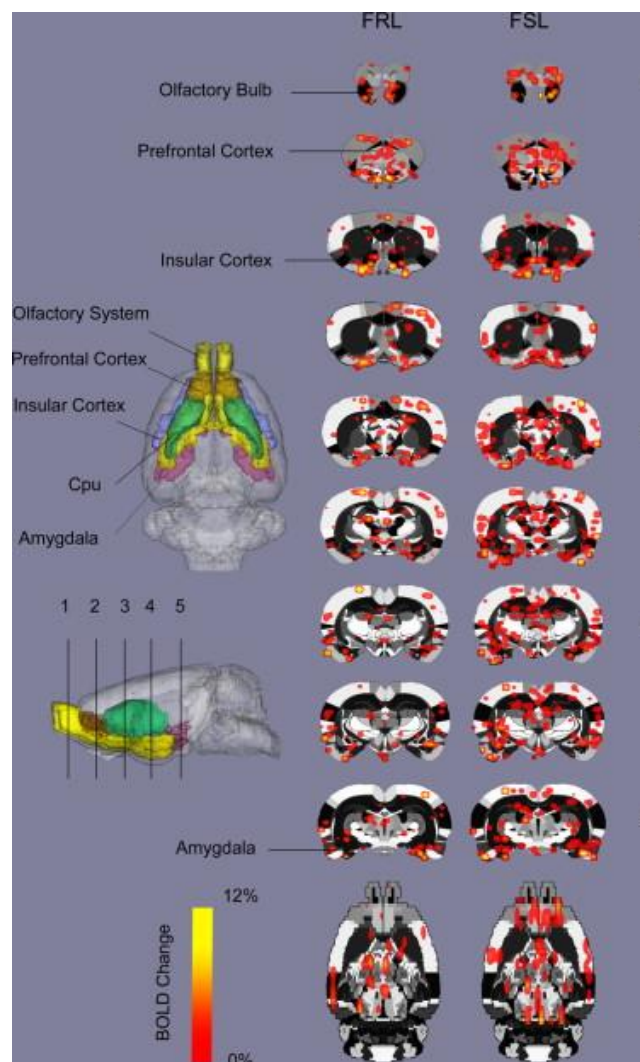 FRL FSL
Olfactory Bulb
Prefrontal Cortex
Insular Cortex
Olfactory System
Prefrontal Cortex
Insular Cortex
Cpu
Amygdala
1 2 3 4 5
Amygdala
12%
BOLD Change
0%